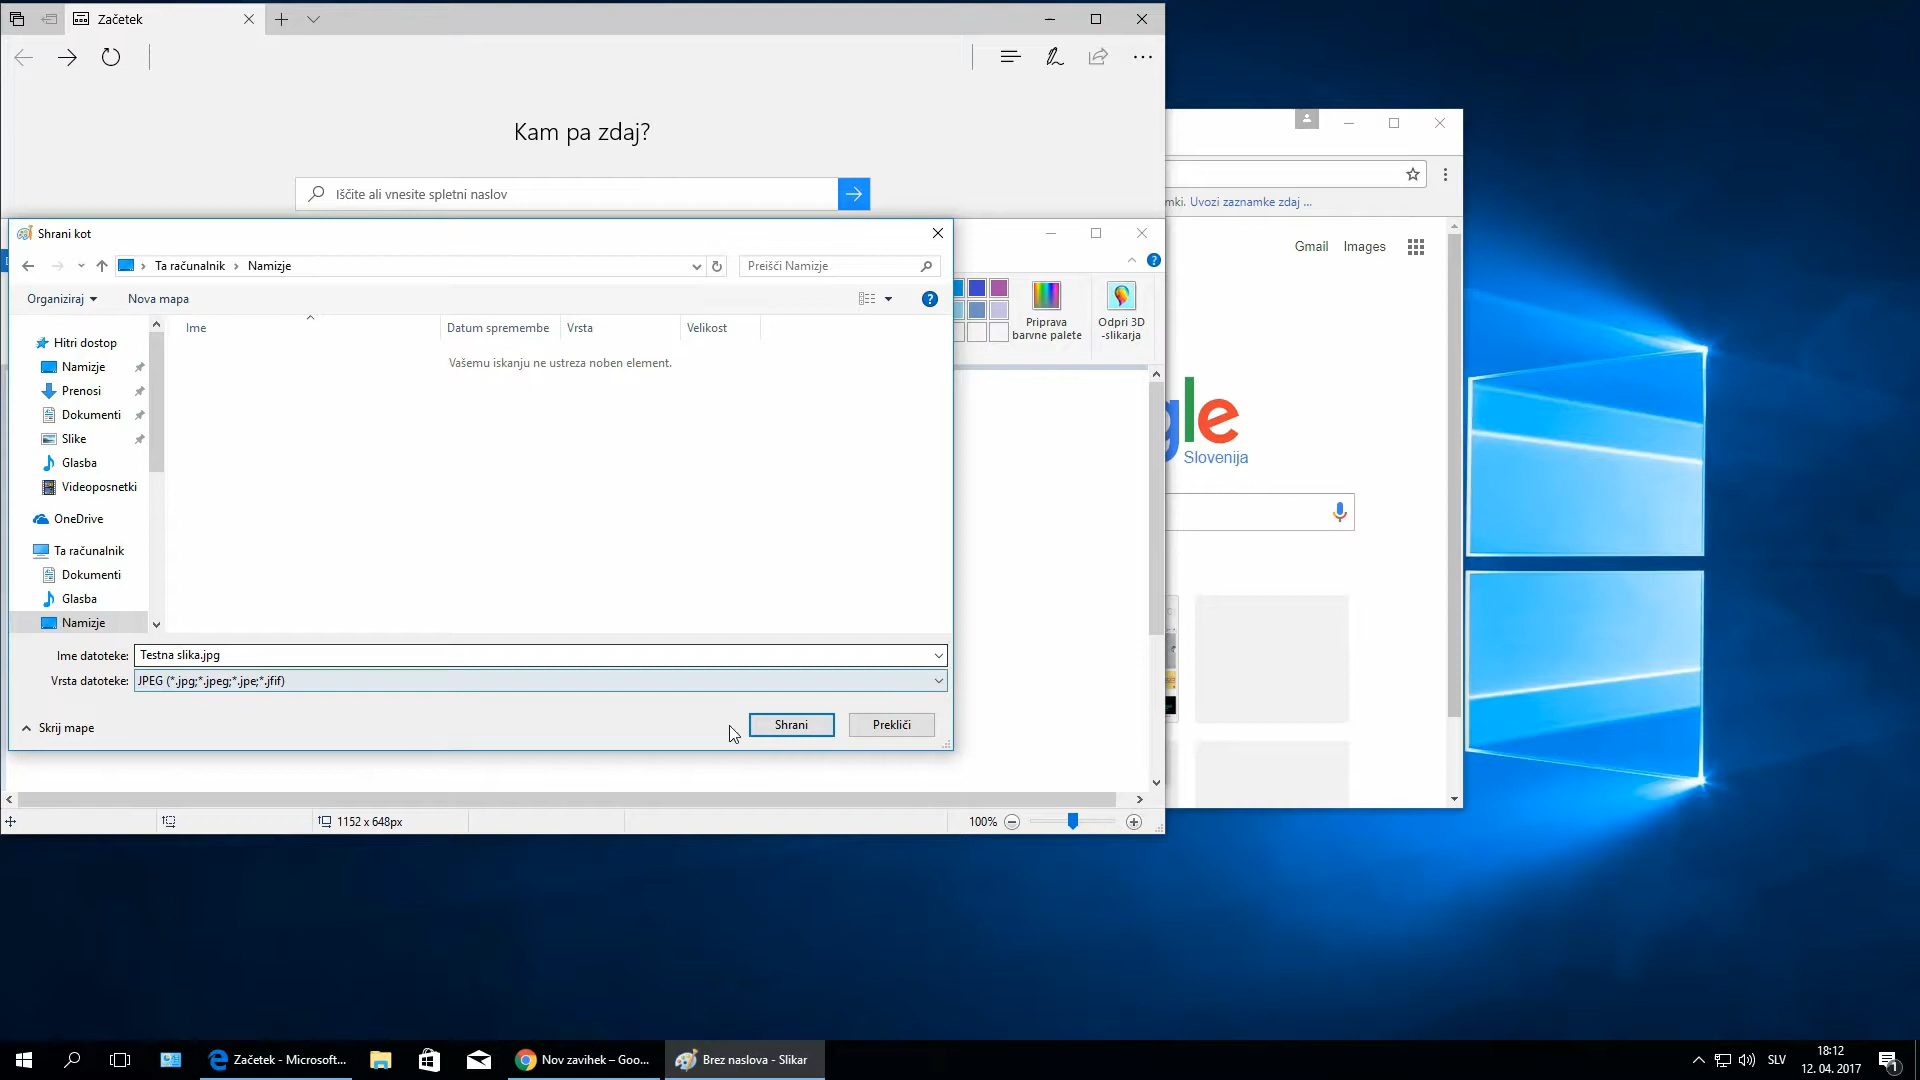 Začetek
Kam pa zdaj?
Iščite ali vnesite spletni naslov
mki. Uvozi zaznamke zdaj ...
Gmail Images
gle
Slovenija
Shrani kot
Ta računalnik Namizje
Preišči Namizje
Organiziraj Nova mapa
Ime Datum spremembe Vrsta Velikost
Vašemu iskanju ne ustreza noben element.
Hitri dostop
Namizje
Prenosi
Dokumenti
Slike
Glasba
Videoposnetki
OneDrive
Ta računalnik
Dokumenti
Glasba
Namizje
Ime datoteke: Testna slika.jpg
Vrsta datoteke: JPEG (*.jpg;*.jpeg;*.jpe;*.jfif)
Skrij mape
Shrani Prekliči
Priprava
barvne palete
Odpri 3D
-slikarja
1152 x 648px
100%
Začetek - Microsoft...
Nov zavihek – Goo...
Brez naslova - Slikar
SLV
18:12
12. 04. 2017
1